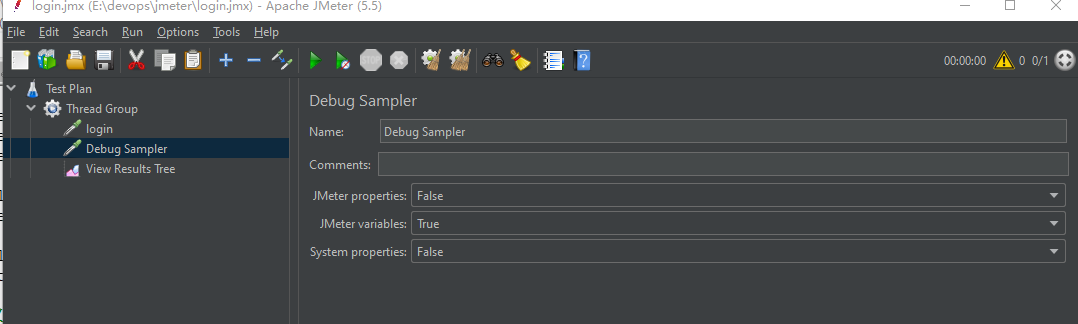 login.jmx (E:\devops\jmeter\login.jmx) - Apache JMeter (5.5)
File Edit Search Run Options Tools Help
STOP 00:00:00 0 0/1
Test Plan
Thread Group
login
Debug Sampler
View Results Tree
Debug Sampler
Name: Debug Sampler
Comments:
JMeter properties: False
JMeter variables: True
System properties: False